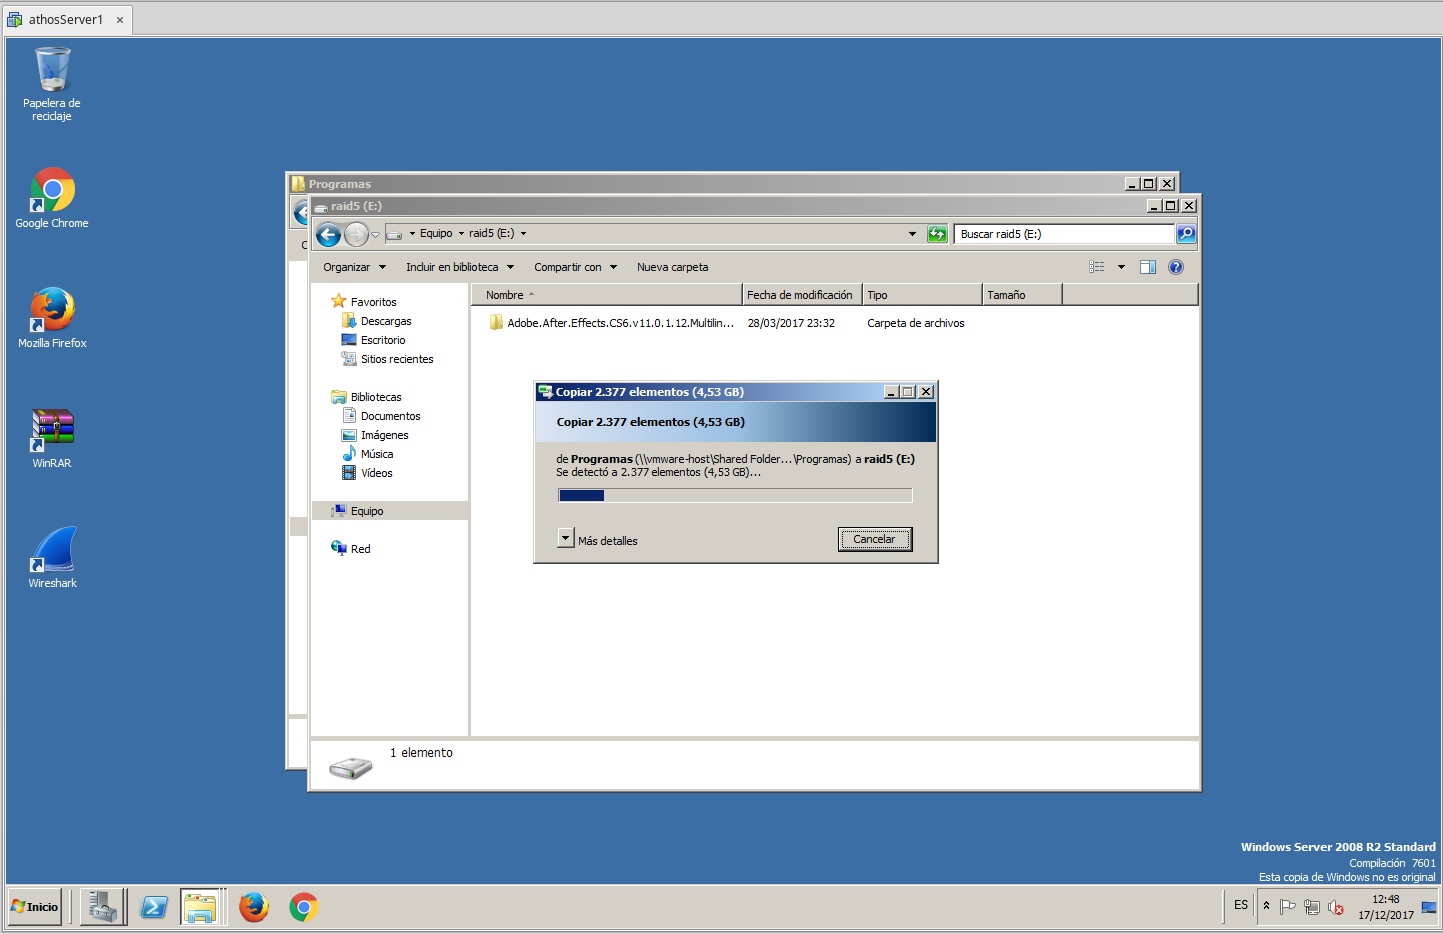 athosServer1
Papelera de
reciclaje
Google Chrome
Mozilla Firefox
WinRAR
Wireshark
Programas
raid5 (E:)
Equipo
raid5 (E:)
Buscar raid5 (E:)
Organizar
Incluir en biblioteca
Compartir con
Nueva carpeta
Favoritos
Descargas
Escritorio
Sitios recientes
Bibliotecas
Documentos
Imágenes
Música
Vídeos
Equipo
Red
Nombre
Fecha de modificación
Tipo
Tamaño
Adobe.After.Effects.CS6.v11.0.1.12.Multilin...
28/03/2017 23:32
Carpeta de archivos
Copiar 2.377 elementos (4,53 GB)
Copiar 2.377 elementos (4,53 GB)
de Programas (\\vmware-host\Shared Folder...\Programas) a raid5 (E:)
Se detectó a 2.377 elementos (4,53 GB)...
Más detalles
Cancelar
1 elemento
Windows Server 2008 R2 Standard
Compilación 7601
Esta copia de Windows no es original
Inicio
ES
12:48
17/12/2017